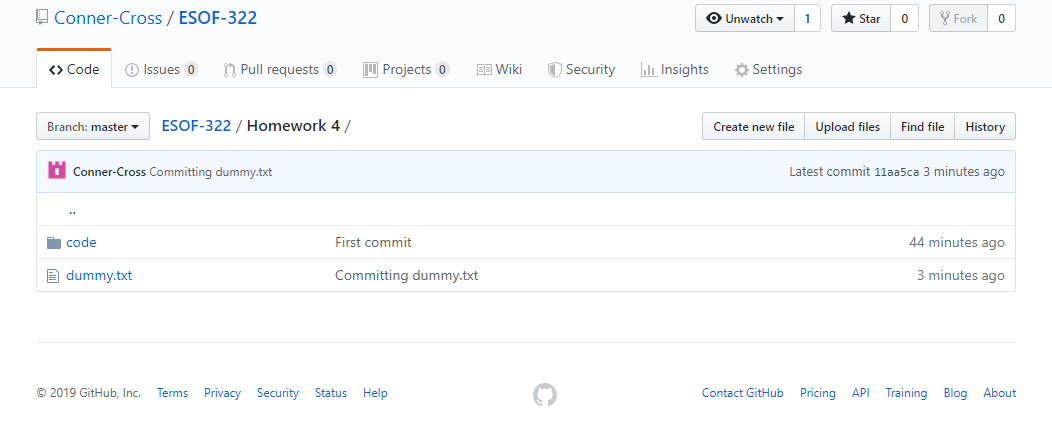 Conner-Cross / ESOF-322 Unwatch 1 Star 0 Fork 0
Code Issues 0 Pull requests 0 Projects 0 Wiki Security Insights Settings
Branch: master ESOF-322 / Homework 4 / Create new file Upload files Find file History
Conner-Cross Committing dummy.txt Latest commit 11aa5ca 3 minutes ago
..
code First commit 44 minutes ago
dummy.txt Committing dummy.txt 3 minutes ago
© 2019 GitHub, Inc. Terms Privacy Security Status Help Contact GitHub Pricing API Training Blog About